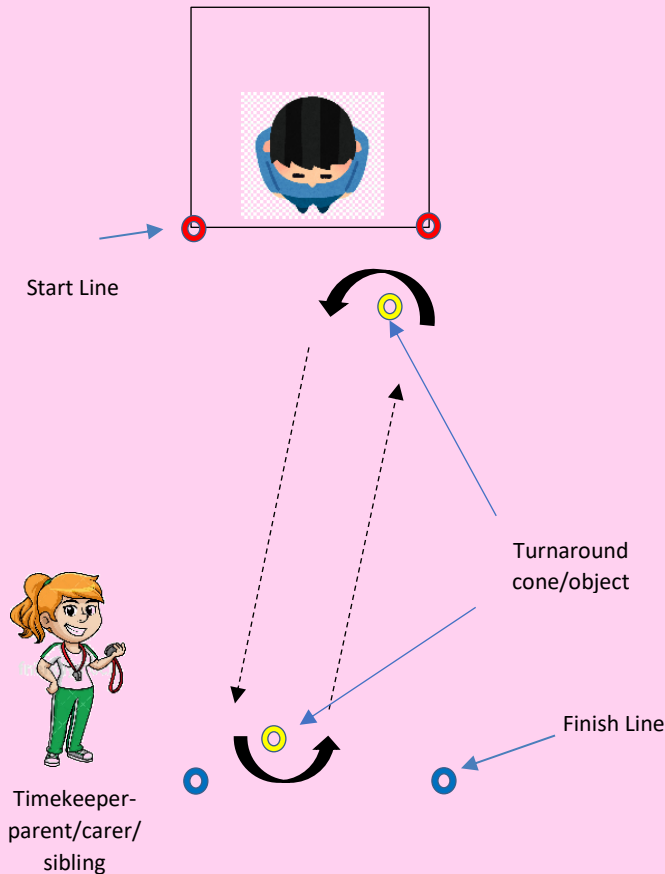 Start Line
Turnaround
cone/object
Finish Line
Timekeeper-
parent/carer/
sibling